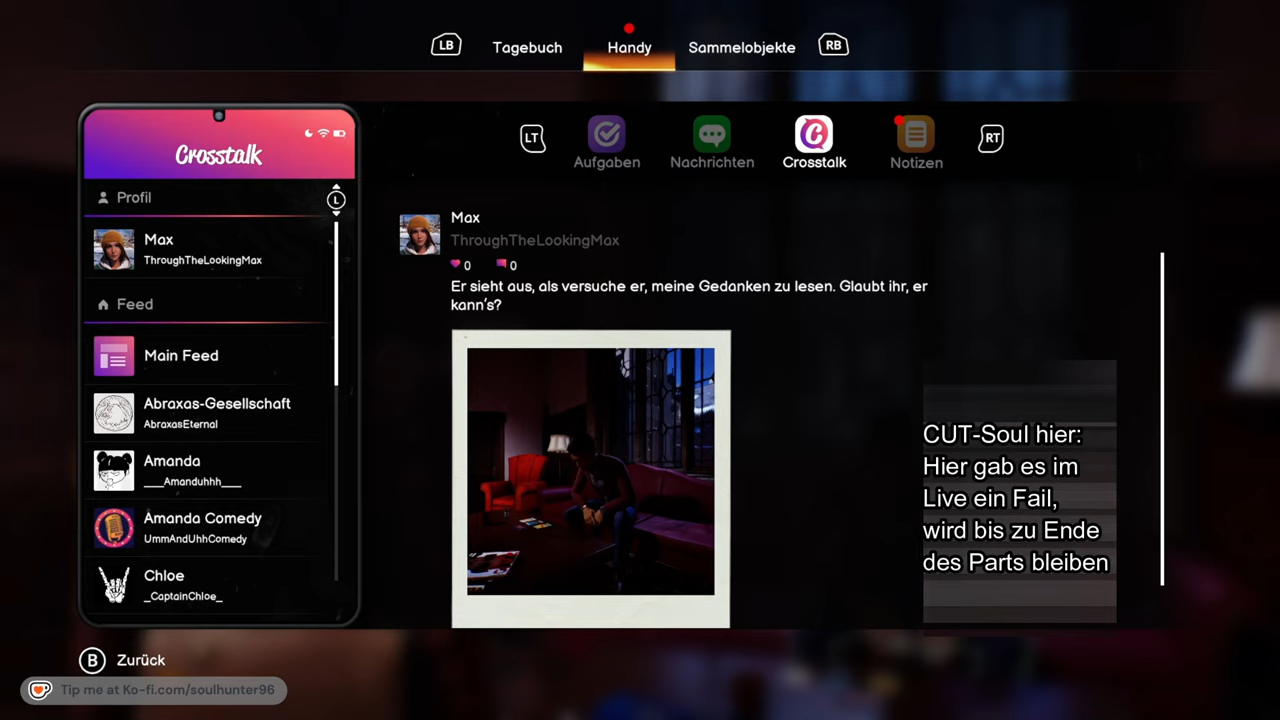 LB
Tagebuch
Handy
Sammelobjekte
RB
Crosstalk
LT
Aufgaben
Nachrichten
Crosstalk
Notizen
RT
Profil
L
Max
ThroughTheLookingMax
Feed
Main Feed
Abraxas-Gesellschaft
AbraxasEternal
Amanda
___Amanduhhh___
Amanda Comedy
UmmAndUhhComedy
Chloe
_CaptainChloe_
Max
ThroughTheLookingMax
0 0
Er sieht aus, als versuche er, meine Gedanken zu lesen. Glaubt ihr, er
kann's?
CUT-Soul hier:
Hier gab es im
Live ein Fail,
wird bis zu Ende
des Parts bleiben
B Zurück
Tip me at Ko-fi.com/soulhunter96